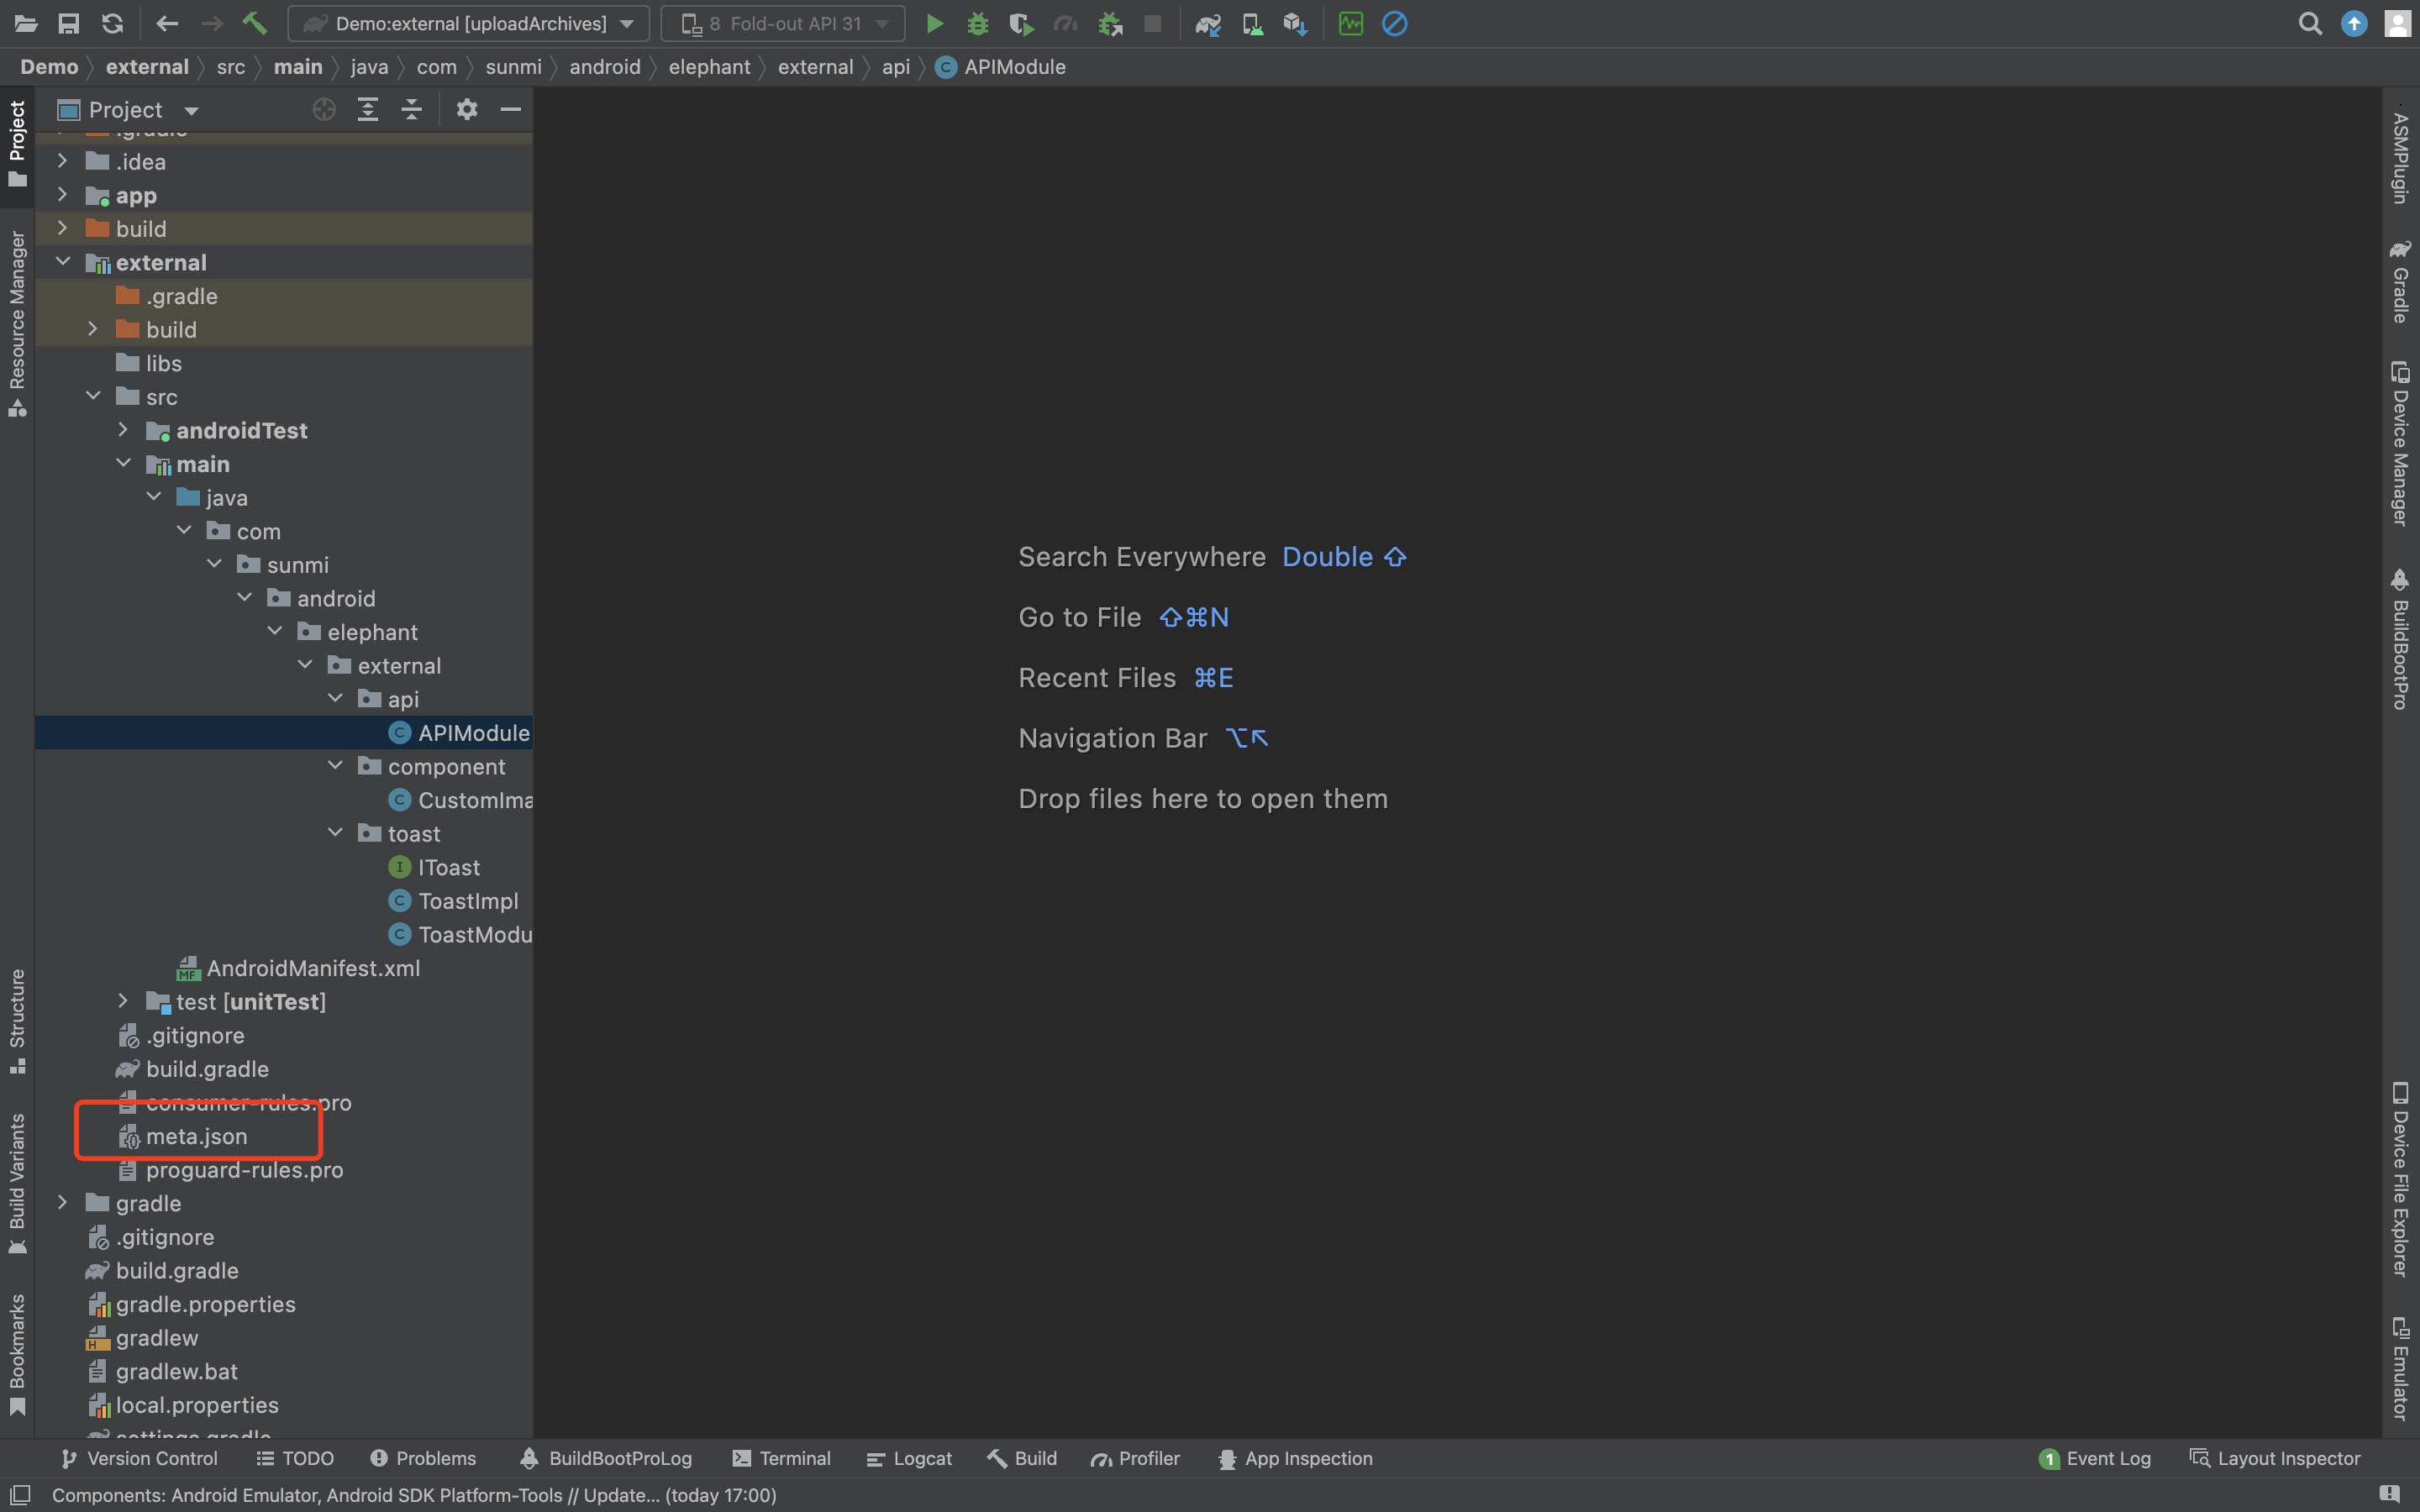 Demo:external [uploadArchives]
8 Fold-out API 31
Demo
external
src
main
java
com
sunmi
android
elephant
external
api
APIModule
Project
Project
Resource Manager
Structure
Build Variants
Bookmarks
.gradle
.idea
app
build
external
.gradle
build
libs
src
androidTest
main
java
com
sunmi
android
elephant
external
api
APIModule
component
CustomIma
toast
IToast
ToastImpl
ToastModu
AndroidManifest.xml
test [unitTest]
.gitignore
build.gradle
consumer-rules.pro
meta.json
proguard-rules.pro
gradle
.gitignore
build.gradle
gradle.properties
gradlew
gradlew.bat
local.properties
settings.gradle
Search Everywhere Double ⇧
Go to File ⇧⌘N
Recent Files ⌘E
Navigation Bar ⌥↖
Drop files here to open them
ASMPlugin
Gradle
Device Manager
BuildBootPro
Device File Explorer
Emulator
Version Control
TODO
Problems
BuildBootProLog
Terminal
Logcat
Build
Profiler
App Inspection
1 Event Log
Layout Inspector
Components: Android Emulator, Android SDK Platform-Tools // Update... (today 17:00)